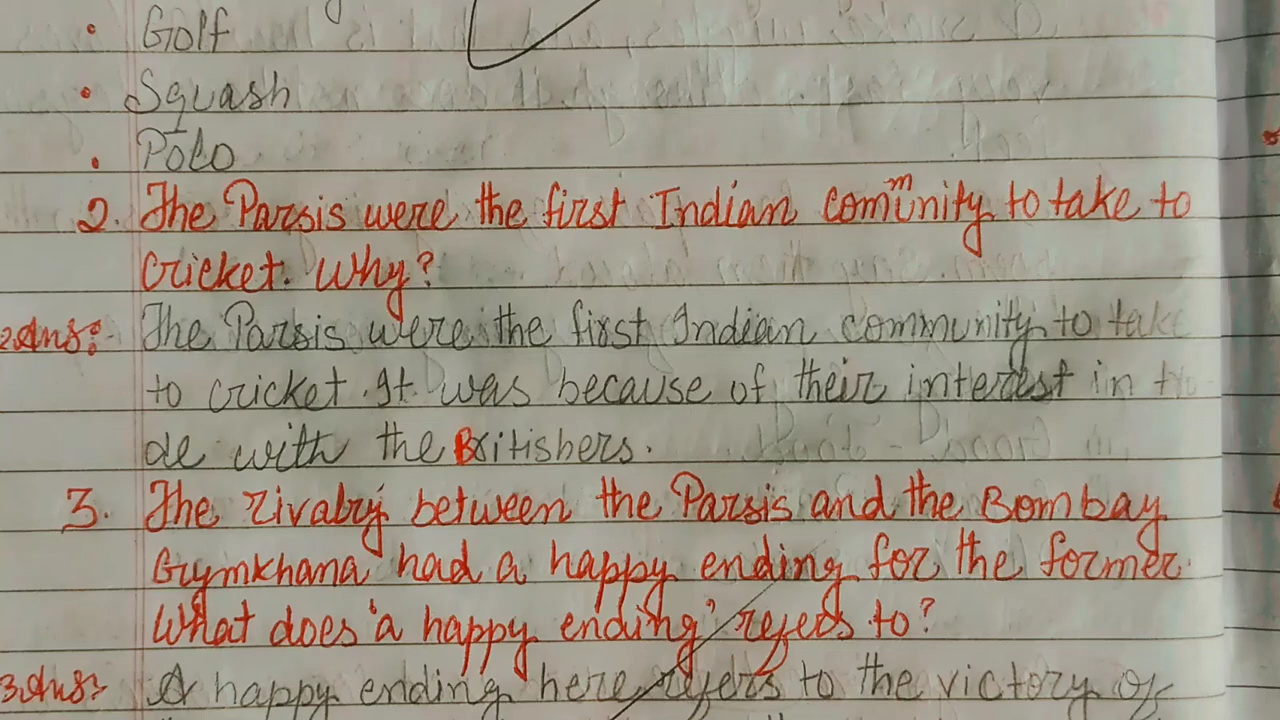 • Golf
• Squash
• Polo
2. The Parsis were the first Indian community to take to
cricket. Why?
2Ans: The Parsis were the first Indian community to take
to cricket. It was because of their interest in
de with the Britishers.
3. The rivalry between the Parsis and the Bombay
Gymkhana had a happy ending for the former.
What does 'a happy ending' refers to?
3Ans: A happy ending here refers to the victory of